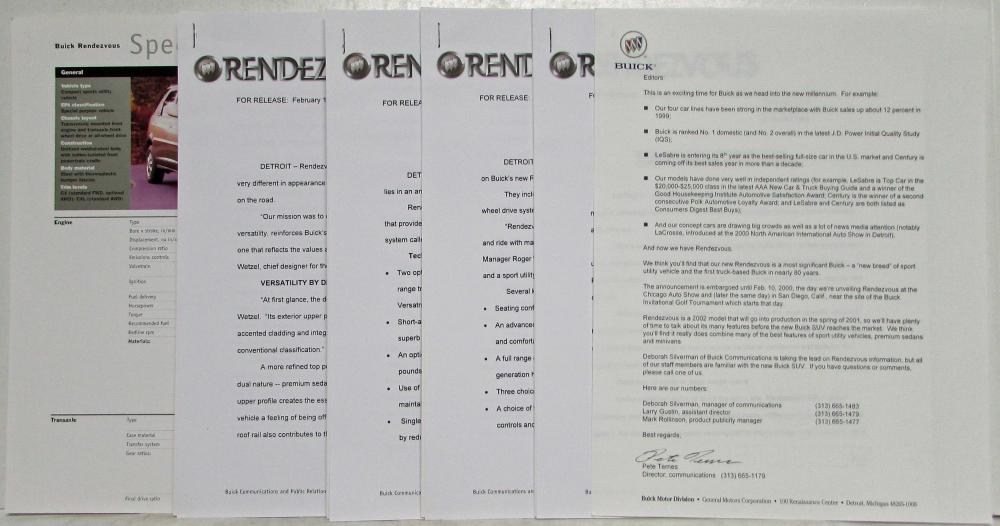 Buick Rendezvous
Spe
General
Vehicle type
Compact sports utility
vehicle
EPA classification
Special purpose vehicle
Chassis layout
Transversely mounted front
engine and transaxle front
wheel drive or all-wheel drive
Construction
Body material
Trim levels
CX (standard FWD, optional
AWD); CXL (standard AWD)
Engine
Type
Bore x stroke, in/mm
Displacement, cu in/c
Compression ratio
Emissions controls
Valvetrain
Ignition
Fuel delivery
Horsepower
Torque
Recommended fuel
Redline rpm
Materials:
Transaxle
Type
Case material
Transfer system
Gear ratios:
Final drive ratio
RENDEZ
FOR RELEASE: February 1
DETROIT – Rendezv
very different in appearance
on the road.
"Our mission was to
versatility, reinforces Buick's
one that reflects the values a
Wetzel, chief designer for th
VERSATILITY BY D
"At first glance, the d
Wetzel. "Its exterior upper p
accented cladding and integ
conventional classification."
A more refined top p
dual nature -- premium seda
upper profile creates the ess
vehicle a feeling of being off
roof rail also contributes to th
Buick Communications and Public Relation
REN
FOR RELEA
DET
lies in an ar
Ren
that provide
system call
Tec
• Two opt
range tr
Versatr
• Short-a
superb
• An opti
pounds
• Use of
mainta
• Single
by redu
Buick Communica
REND
FOR RELEASE:
DETROIT
on Buick's new R
They incl
wheel drive syst
"Rendezv
and ride with ma
Manager Roger
and a sport utilit
Several k
• Seating conf
• An advance
and comforta
• A full range
generation h
• Three choic
• A choice of
controls and
Buick Communications an
R
F
Bu
BUICK
Editors:
This is an exciting time for Buick as we head into the new millennium. For example:
■ Our four car lines have been strong in the marketplace with Buick sales up about 12 percent in
1999;
■ Buick is ranked No. 1 domestic (and No. 2 overall) in the latest J.D. Power Initial Quality Study
(IQS);
■ LeSabre is entering its 8th year as the best-selling full-size car in the U.S. market and Century is
coming off its best sales year in more than a decade;
■ Our models have done very well in independent ratings (for example, LeSabre is Top Car in the
$20,000-$25,000 class in the latest AAA New Car & Truck Buying Guide and a winner of the
Good Housekeeping Institute Automotive Satisfaction Award; Century is the winner of a second
consecutive Polk Automotive Loyalty Award; and LeSabre and Century are both listed as
Consumers Digest Best Buys);
■ And our concept cars are drawing big crowds as well as a lot of news media attention (notably
LaCrosse, introduced at the 2000 North American International Auto Show in Detroit).
And now we have Rendezvous.
We think you'll find that our new Rendezvous is a most significant Buick – a "new breed" of sport
utility vehicle and the first truck-based Buick in nearly 80 years.
The announcement is embargoed until Feb. 10, 2000, the day we're unveiling Rendezvous at the
Chicago Auto Show and (later the same day) in San Diego, Calif., near the site of the Buick
Invitational Golf Tournament which starts that day.
Rendezvous is a 2002 model that will go into production in the spring of 2001, so we'll have plenty
of time to talk about its many features before the new Buick SUV reaches the market. We think
you'll find it really does combine many of the best features of sport utility vehicles, premium sedans
and minivans.
Deborah Silverman of Buick Communications is taking the lead on Rendezvous information, but all
of our staff members are familiar with the new Buick SUV. If you have questions or comments,
please call one of us.
Here are our numbers:
Deborah Silverman, manager of communications (313) 665-1483
Larry Gustin, assistant director (313) 665-1479
Mark Rollinson, product publicity manager (313) 665-1477
Best regards,
Pete Ternes
Pete Ternes
Director, communications (313) 665-1179
Buick Motor Division • General Motors Corporation • 100 Renaissance Center • Detroit, Michigan 48265-1000